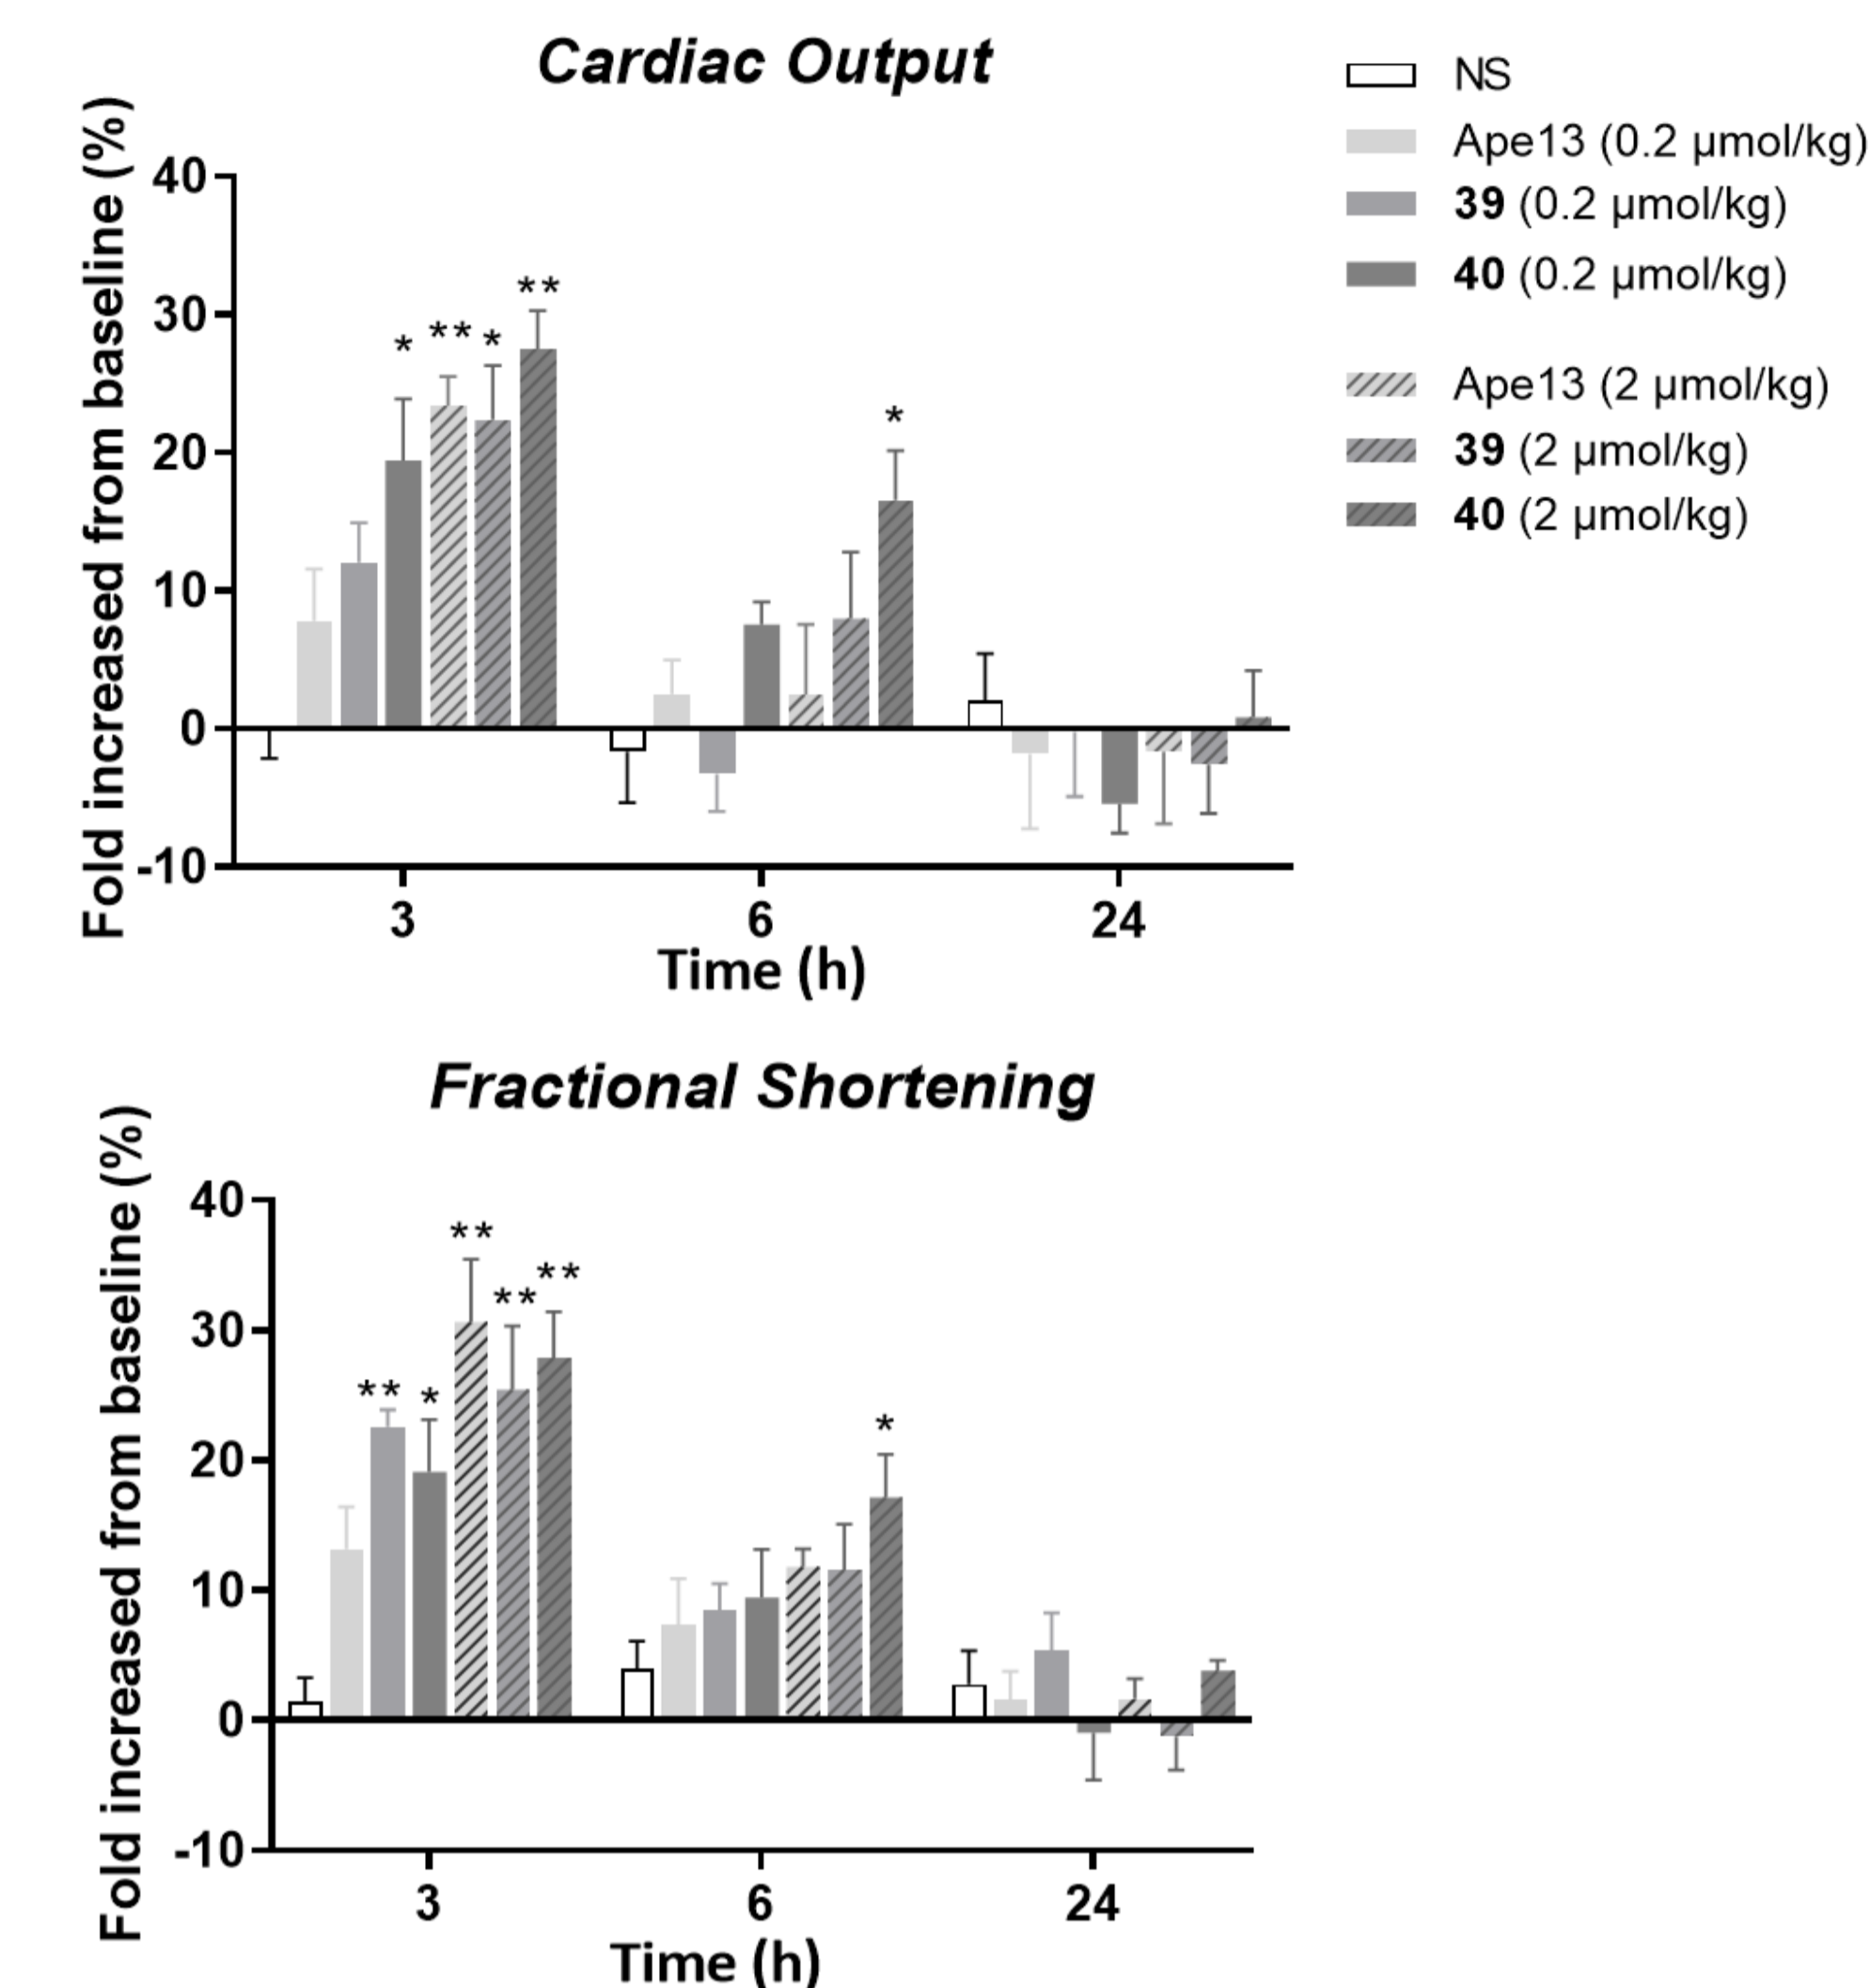 Cardiac Output
Fold increased from baseline (%)
40
30
20
10
0
-10
* ** * **
*
3 6 24
Time (h)
NS
Ape13 (0.2 µmol/kg)
39 (0.2 µmol/kg)
40 (0.2 µmol/kg)
Ape13 (2 µmol/kg)
39 (2 µmol/kg)
40 (2 µmol/kg)
Fractional Shortening
Fold increased from baseline (%)
40
30
20
10
0
-10
** * ** ** **
*
3 6 24
Time (h)